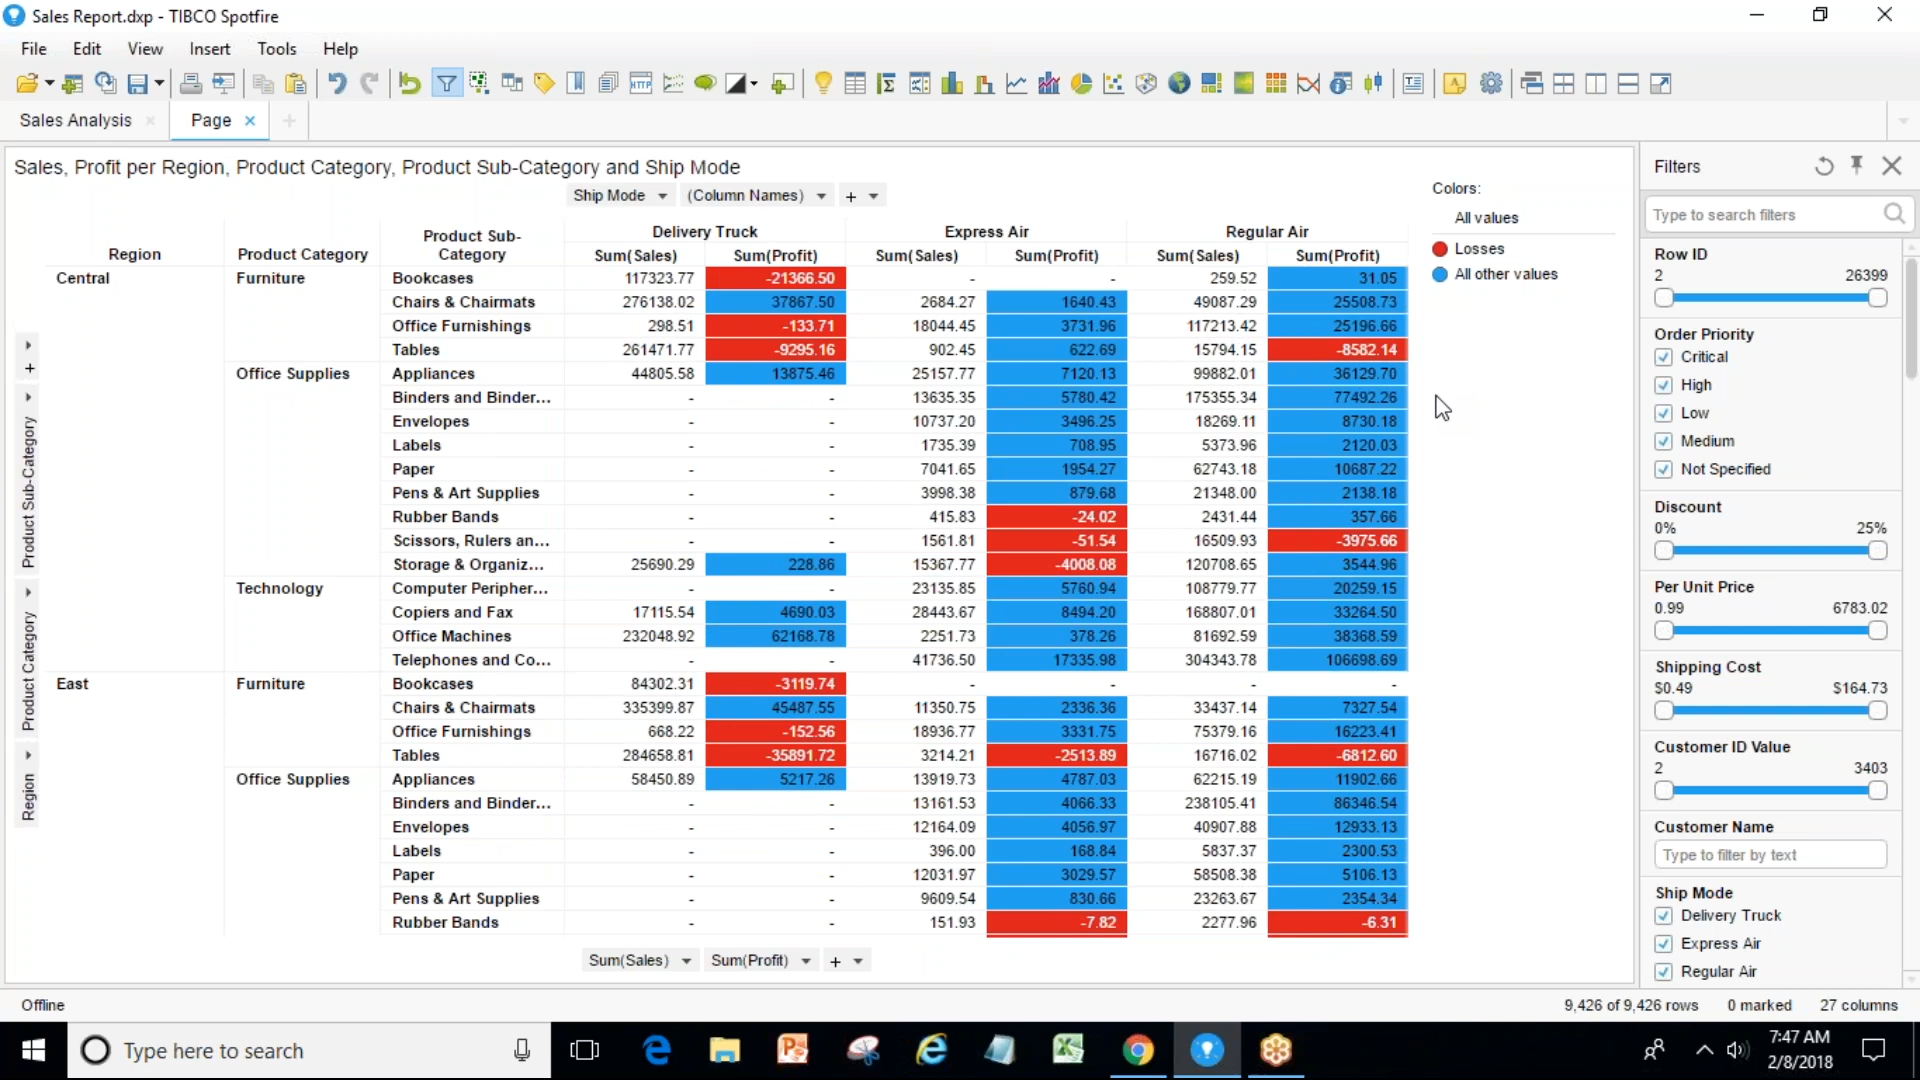 Sales Report.dxp - TIBCO Spotfire
File Edit View Insert Tools Help
Sales Analysis Page
Sales, Profit per Region, Product Category, Product Sub-Category and Ship Mode
Ship Mode (Column Names) +
Delivery Truck Express Air Regular Air
Region Product Category Product Sub-Category Sum(Sales) Sum(Profit) Sum(Sales) Sum(Profit) Sum(Sales) Sum(Profit)
Central Furniture Bookcases 117323.77 -21366.50 - - 259.52 31.05
Chairs & Chairmats 276138.02 37867.50 2684.27 1640.43 49087.29 25508.73
Office Furnishings 298.51 -133.71 18044.45 3731.96 117213.42 25196.66
Tables 261471.77 -9295.16 902.45 622.69 15794.15 -8582.14
Office Supplies Appliances 44805.58 13875.46 25157.77 7120.13 99882.01 36129.70
Binders and Binder... - - 13635.35 5780.42 175355.34 77492.26
Envelopes - - 10737.20 3496.25 18269.11 8730.18
Labels - - 1735.39 708.95 5373.96 2120.03
Paper - - 7041.65 1954.27 62743.18 10687.22
Pens & Art Supplies - - 3998.38 879.68 21348.00 2138.18
Rubber Bands - - 415.83 -24.02 2431.44 357.66
Scissors, Rulers an... - - 1561.81 -51.54 16509.93 -3975.66
Storage & Organiz... 25690.29 228.86 15367.77 -4008.08 120708.65 3544.96
Technology Computer Peripher... - - 23135.85 5760.94 108779.77 20259.15
Copiers and Fax 17115.54 4690.03 28443.67 8494.20 168807.01 33264.50
Office Machines 232048.92 62168.78 2251.73 378.26 81692.59 38368.59
Telephones and Co... - - 41736.50 17335.98 304343.78 106698.69
East Furniture Bookcases 84302.31 -3119.74 - - - -
Chairs & Chairmats 335399.87 45487.55 11350.75 2336.36 33437.14 7327.54
Office Furnishings 668.22 -152.56 18936.77 3331.75 75379.16 16223.41
Tables 284658.81 -35891.72 3214.21 -2513.89 16716.02 -6812.60
Office Supplies Appliances 58450.89 5217.26 13919.73 4787.03 62215.19 11902.66
Binders and Binder... - - 13161.53 4066.33 238105.41 86346.54
Envelopes - - 12164.09 4056.97 40907.88 12933.13
Labels - - 396.00 168.84 5837.37 2300.53
Paper - - 12031.97 3029.57 58508.38 5106.13
Pens & Art Supplies - - 9609.54 830.66 23263.67 2354.34
Rubber Bands - - 151.93 -7.82 2277.96 -6.31
Sum(Sales) Sum(Profit) +
+
Product Sub-Category
Product Category
Region
Colors:
All values
Losses
All other values
Filters
Type to search filters
Row ID
2 26399
Order Priority
Critical
High
Low
Medium
Not Specified
Discount
0% 25%
Per Unit Price
0.99 6783.02
Shipping Cost
$0.49 $164.73
Customer ID Value
2 3403
Customer Name
Type to filter by text
Ship Mode
Delivery Truck
Express Air
Regular Air
Offline 9,426 of 9,426 rows 0 marked 27 columns
Type here to search
7:47 AM
2/8/2018